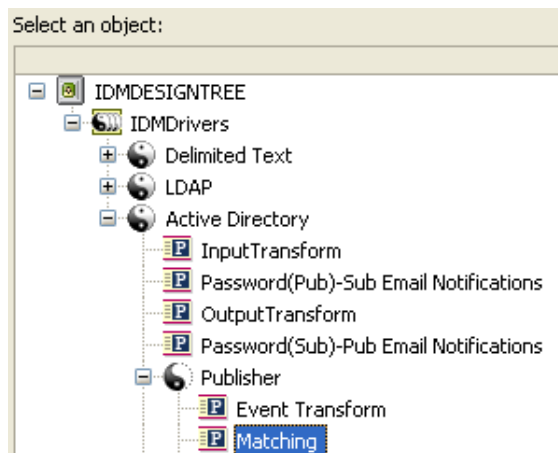 Select an object:
IDMDESIGNTREE
IDMDrivers
Delimited Text
LDAP
Active Directory
P InputTransform
P Password(Pub)-Sub Email Notifications
P OutputTransform
P Password(Sub)-Pub Email Notifications
Publisher
P Event Transform
P Matching